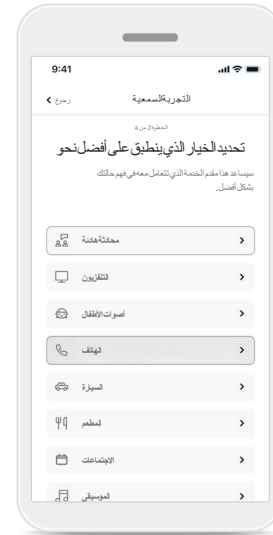 9:41
رجوع
التجربة السمعية
الخطوة 2 من 4
تحديد الخيار الذي ينطبق على أفضل نحو
سيساعد هذا مقدم الخدمة الذي تتعامل معه في فهم حالتك
بشكل أفضل.
محادثة هادئة
التلفزيون
أصوات الأطفال
الهاتف
السيارة
المطعم
الاجتماعات
الموسيقى